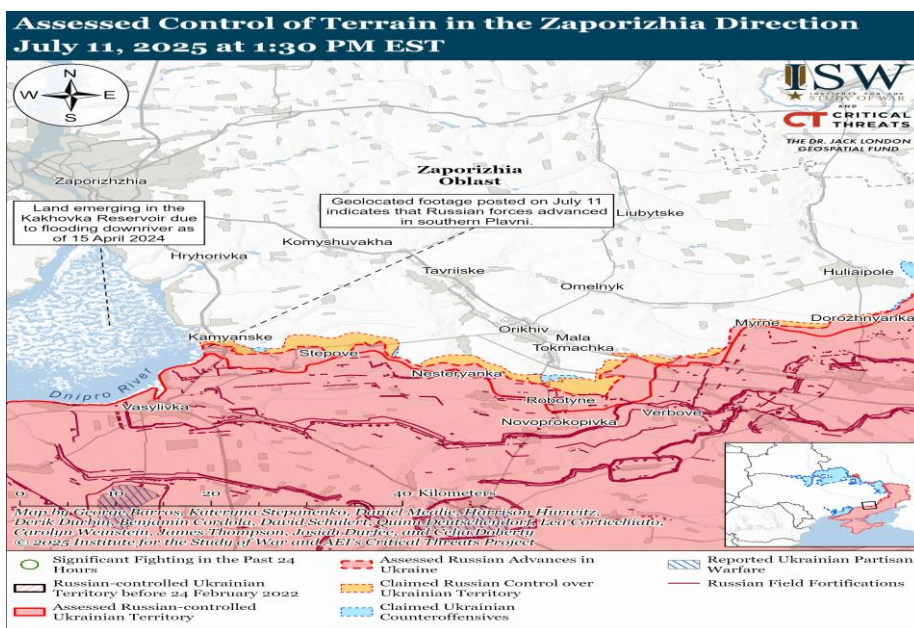 Assessed Control of Terrain in the Zaporizhia Direction
July 11, 2025 at 1:30 PM EST
N
W
E
S
ISW
INSTITUTE FOR THE
STUDY OF WAR
AND
CT CRITICAL
THREATS
THE DR. JACK LONDON
GEOSPATIAL FUND
Zaporizhzhia
Zaporizhia
Oblast
Land emerging in the
Kakhovka Reservoir due
to flooding downriver as
of 15 April 2024
Geolocated footage posted on July 11
indicates that Russian forces advanced
in southern Plavni.
Liubytske
Komyshuvakha
Hryhorivka
Tavriiske
Huliaipole
Omelnyk
Dorozhnyanka
Myrne
Orikhiv
Mala
Tokmachka
Kamyanske
Stepove
Nesteryanka
Dnipro River
Robotyne
Vasylivka
Verbove
Novoprokopivka
0 10 20 40 Kilometers
Map by George Barros, Kateryna Stepanenko, Daniel Mealie, Harrison Hurwitz,
Derik Durbin, Benjamin Cordola, David Schulert, Quinn Deutschendorf, Lea Corticchiato,
Carolyn Weinstein, James Thompson, Josiah Durfee, and Celia Doherty
© 2025 Institute for the Study of War and AEI's Critical Threats Project
Significant Fighting in the Past 24
Hours
Russian-controlled Ukrainian
Territory before 24 February 2022
Assessed Russian-controlled
Ukrainian Territory
Assessed Russian Advances in
Ukraine
Claimed Russian Control over
Ukrainian Territory
Claimed Ukrainian
Counteroffensives
Reported Ukrainian Partisan
Warfare
Russian Field Fortifications